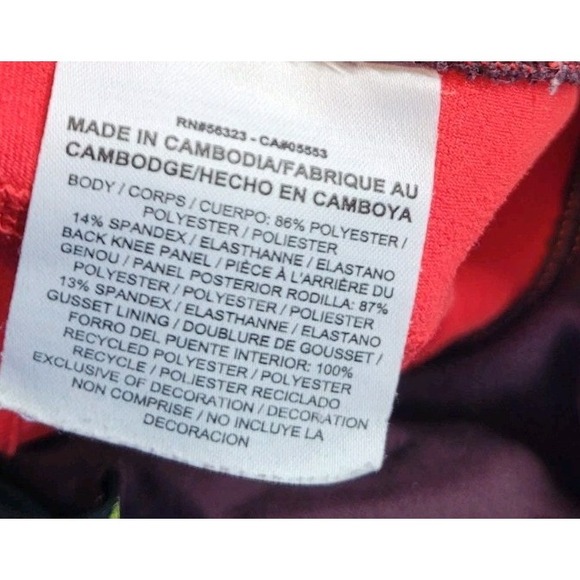 RN#56323 - CA#05553
MADE IN CAMBODIA/FABRIQUE AU
CAMBODGE/HECHO EN CAMBOYA
BODY / CORPS / CUERPO: 86% POLYESTER /
POLYESTER / POLIESTER
14% SPANDEX / ELASTHANNE / ELASTANO
BACK KNEE PANEL / PIÈCE À L'ARRIÈRE DU
GENOU / PANEL POSTERIOR RODILLA: 87%
POLYESTER / POLYESTER / POLIESTER
13% SPANDEX / ELASTHANNE / ELASTANO
GUSSET LINING / DOUBLURE DE GOUSSET /
FORRO DEL PUENTE INTERIOR: 100%
RECYCLED POLYESTER / POLYESTER
RECYCLE / POLIESTER RECICLADO
EXCLUSIVE OF DECORATION / DECORATION
NON COMPRISE / NO INCLUYE LA
DECORACION